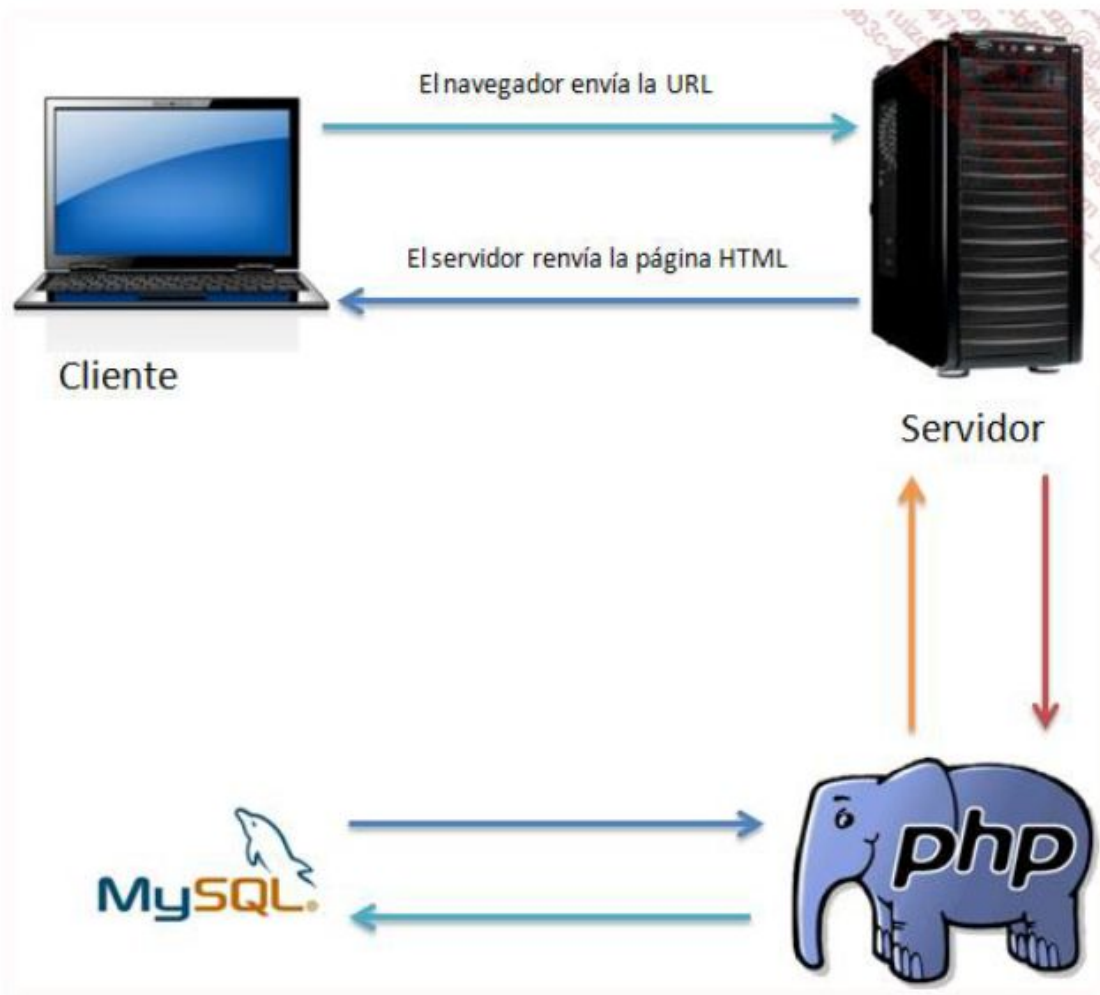 El navegador envía la URL
El servidor renvía la página HTML
Cliente
Servidor
MySQL
php